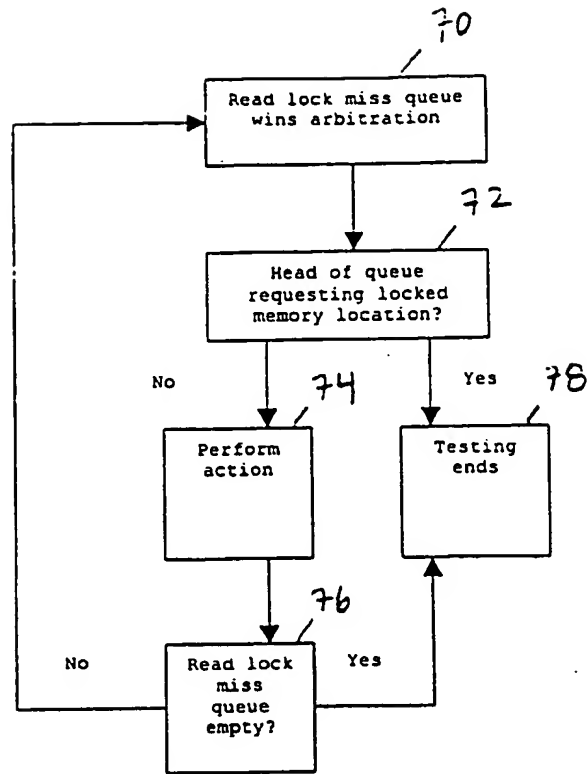 70
Read lock miss queue
wins arbitration
72
Head of queue
requesting locked
memory location?
No
Yes
74
78
Perform
action
Testing
ends
76
No
Read lock
miss
queue
empty?
Yes